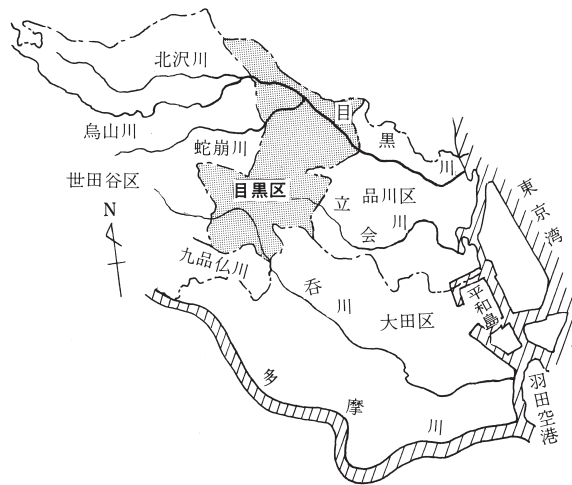 北沢川
烏山川
蛇崩川
目黒川
世田谷区
目黒区
品川区
立会川
東京湾
N
九品仏川
呑川
大田区
平和島
多摩川
羽田空港